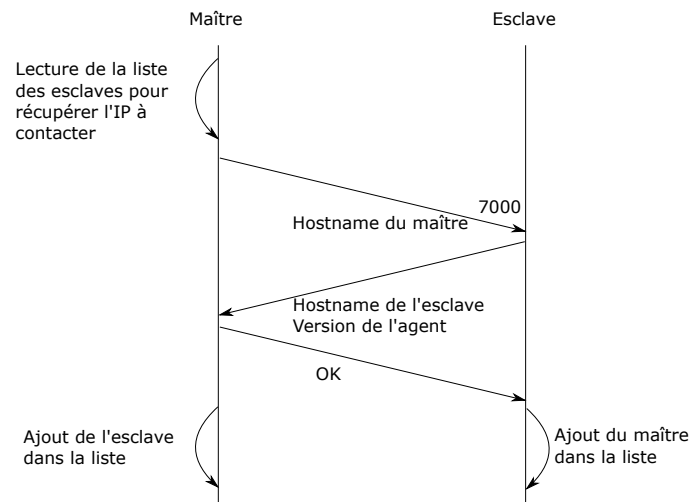 Maître
Esclave
Lecture de la liste
des esclaves pour
récupérer l'IP à
contacter
7000
Hostname du maître
Hostname de l'esclave
Version de l'agent
OK
Ajout de l'esclave
dans la liste
Ajout du maître
dans la liste